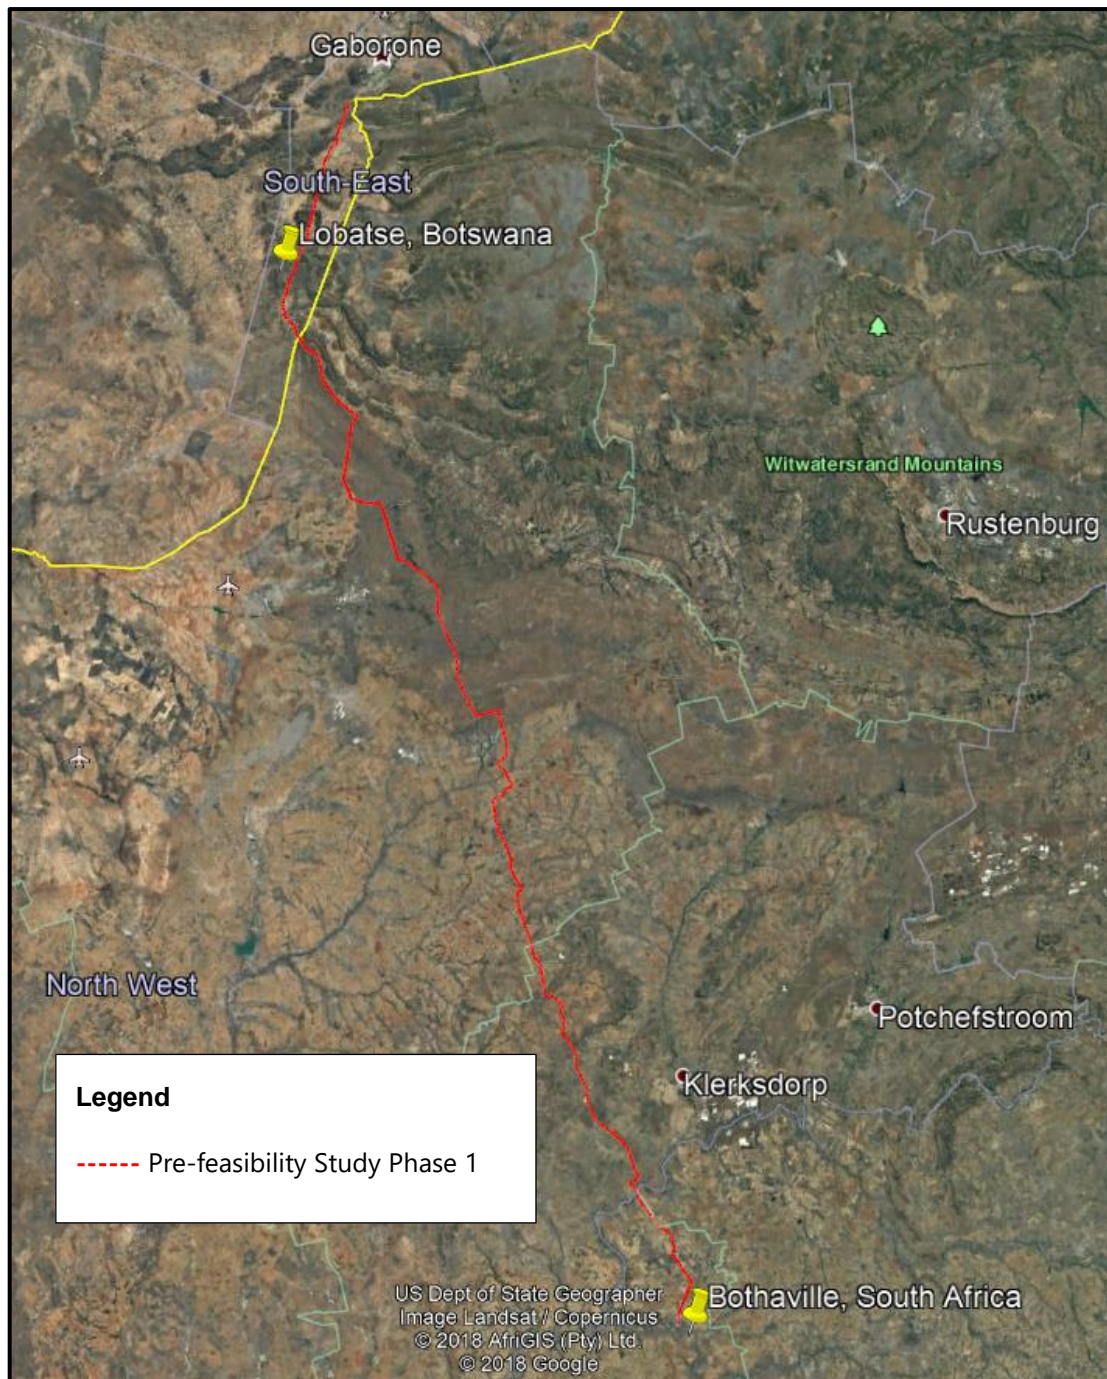 Gaborone
South-East
Lobatse, Botswana
Witwatersrand Mountains
Rustenburg
North West
Potchefstroom
Klerksdorp
Legend
Pre-feasibility Study Phase 1
Bothaville, South Africa
US Dept of State Geographer
Image Landsat / Copernicus
© 2018 AfriGIS (Pty) Ltd.
© 2018 Google